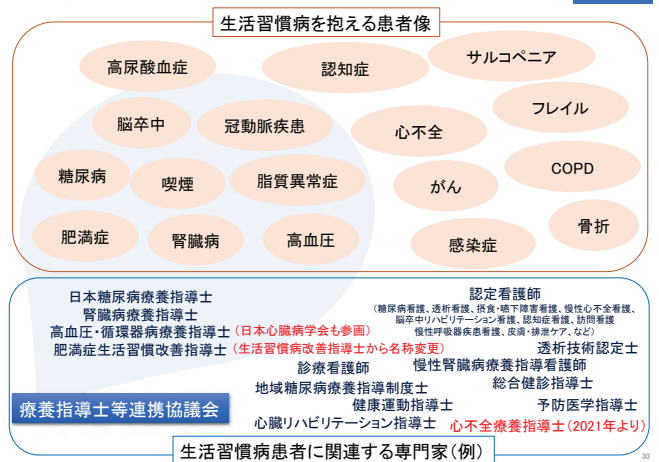 生活習慣病を抱える患者像
高尿酸血症
認知症
サルコペニア
脳卒中
冠動脈疾患
心不全
フレイル
糖尿病
喫煙
脂質異常症
がん
COPD
肥満症
腎臓病
高血圧
感染症
骨折
日本糖尿病療養指導士
腎臓病療養指導士
高血圧・循環器病療養指導士(日本心臓病学会も参画)
肥満症生活習慣改善指導士(生活習慣病改善指導士から名称変更)
認定看護師
(糖尿病看護、透析看護、摂食・嚥下障害看護、慢性心不全看護、
脳卒中リハビリテーション看護、認知症看護、訪問看護
慢性呼吸器疾患看護、皮膚・排泄ケア、など)
透析技術認定士
診療看護師
慢性腎臓病療養指導看護師
地域糖尿病療養指導制度士
総合健診指導士
健康運動指導士
予防医学指導士
心臓リハビリテーション指導士
心不全療養指導士(2021年より)
療養指導士等連携協議会
生活習慣病患者に関連する専門家(例)
30